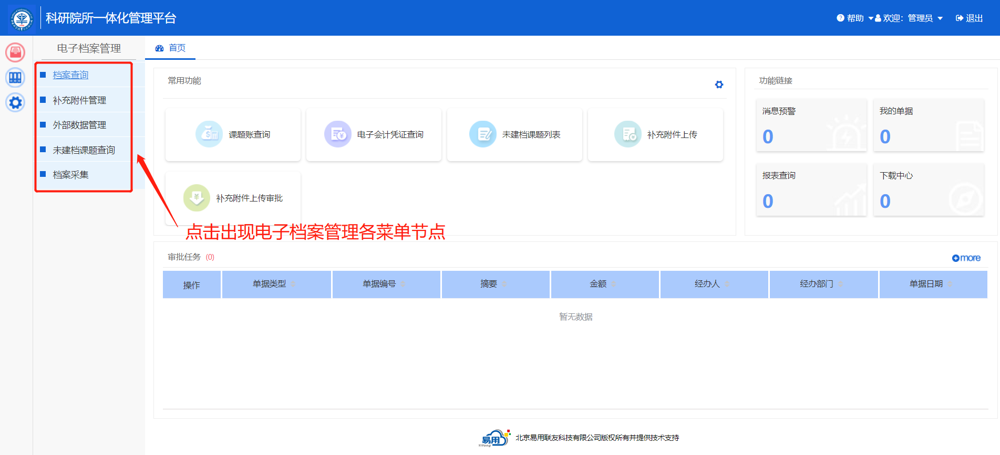 科研院所一体化管理平台
帮助 欢迎：管理员 退出
电子档案管理
首页
档案查询
补充附件管理
外部数据管理
未建档课题查询
档案采集
常用功能
课题账查询
电子会计凭证查询
未建档课题列表
补充附件上传
补充附件上传审批
点击出现电子档案管理各菜单节点
功能链接
消息预警
0
我的单据
0
报表查询
0
下载中心
0
审批任务 (0)
more
操作 单据类型 单据编号 摘要 金额 经办人 经办部门 单据日期
暂无数据
易用
YiYong
北京易用联友科技有限公司版权所有并提供技术支持